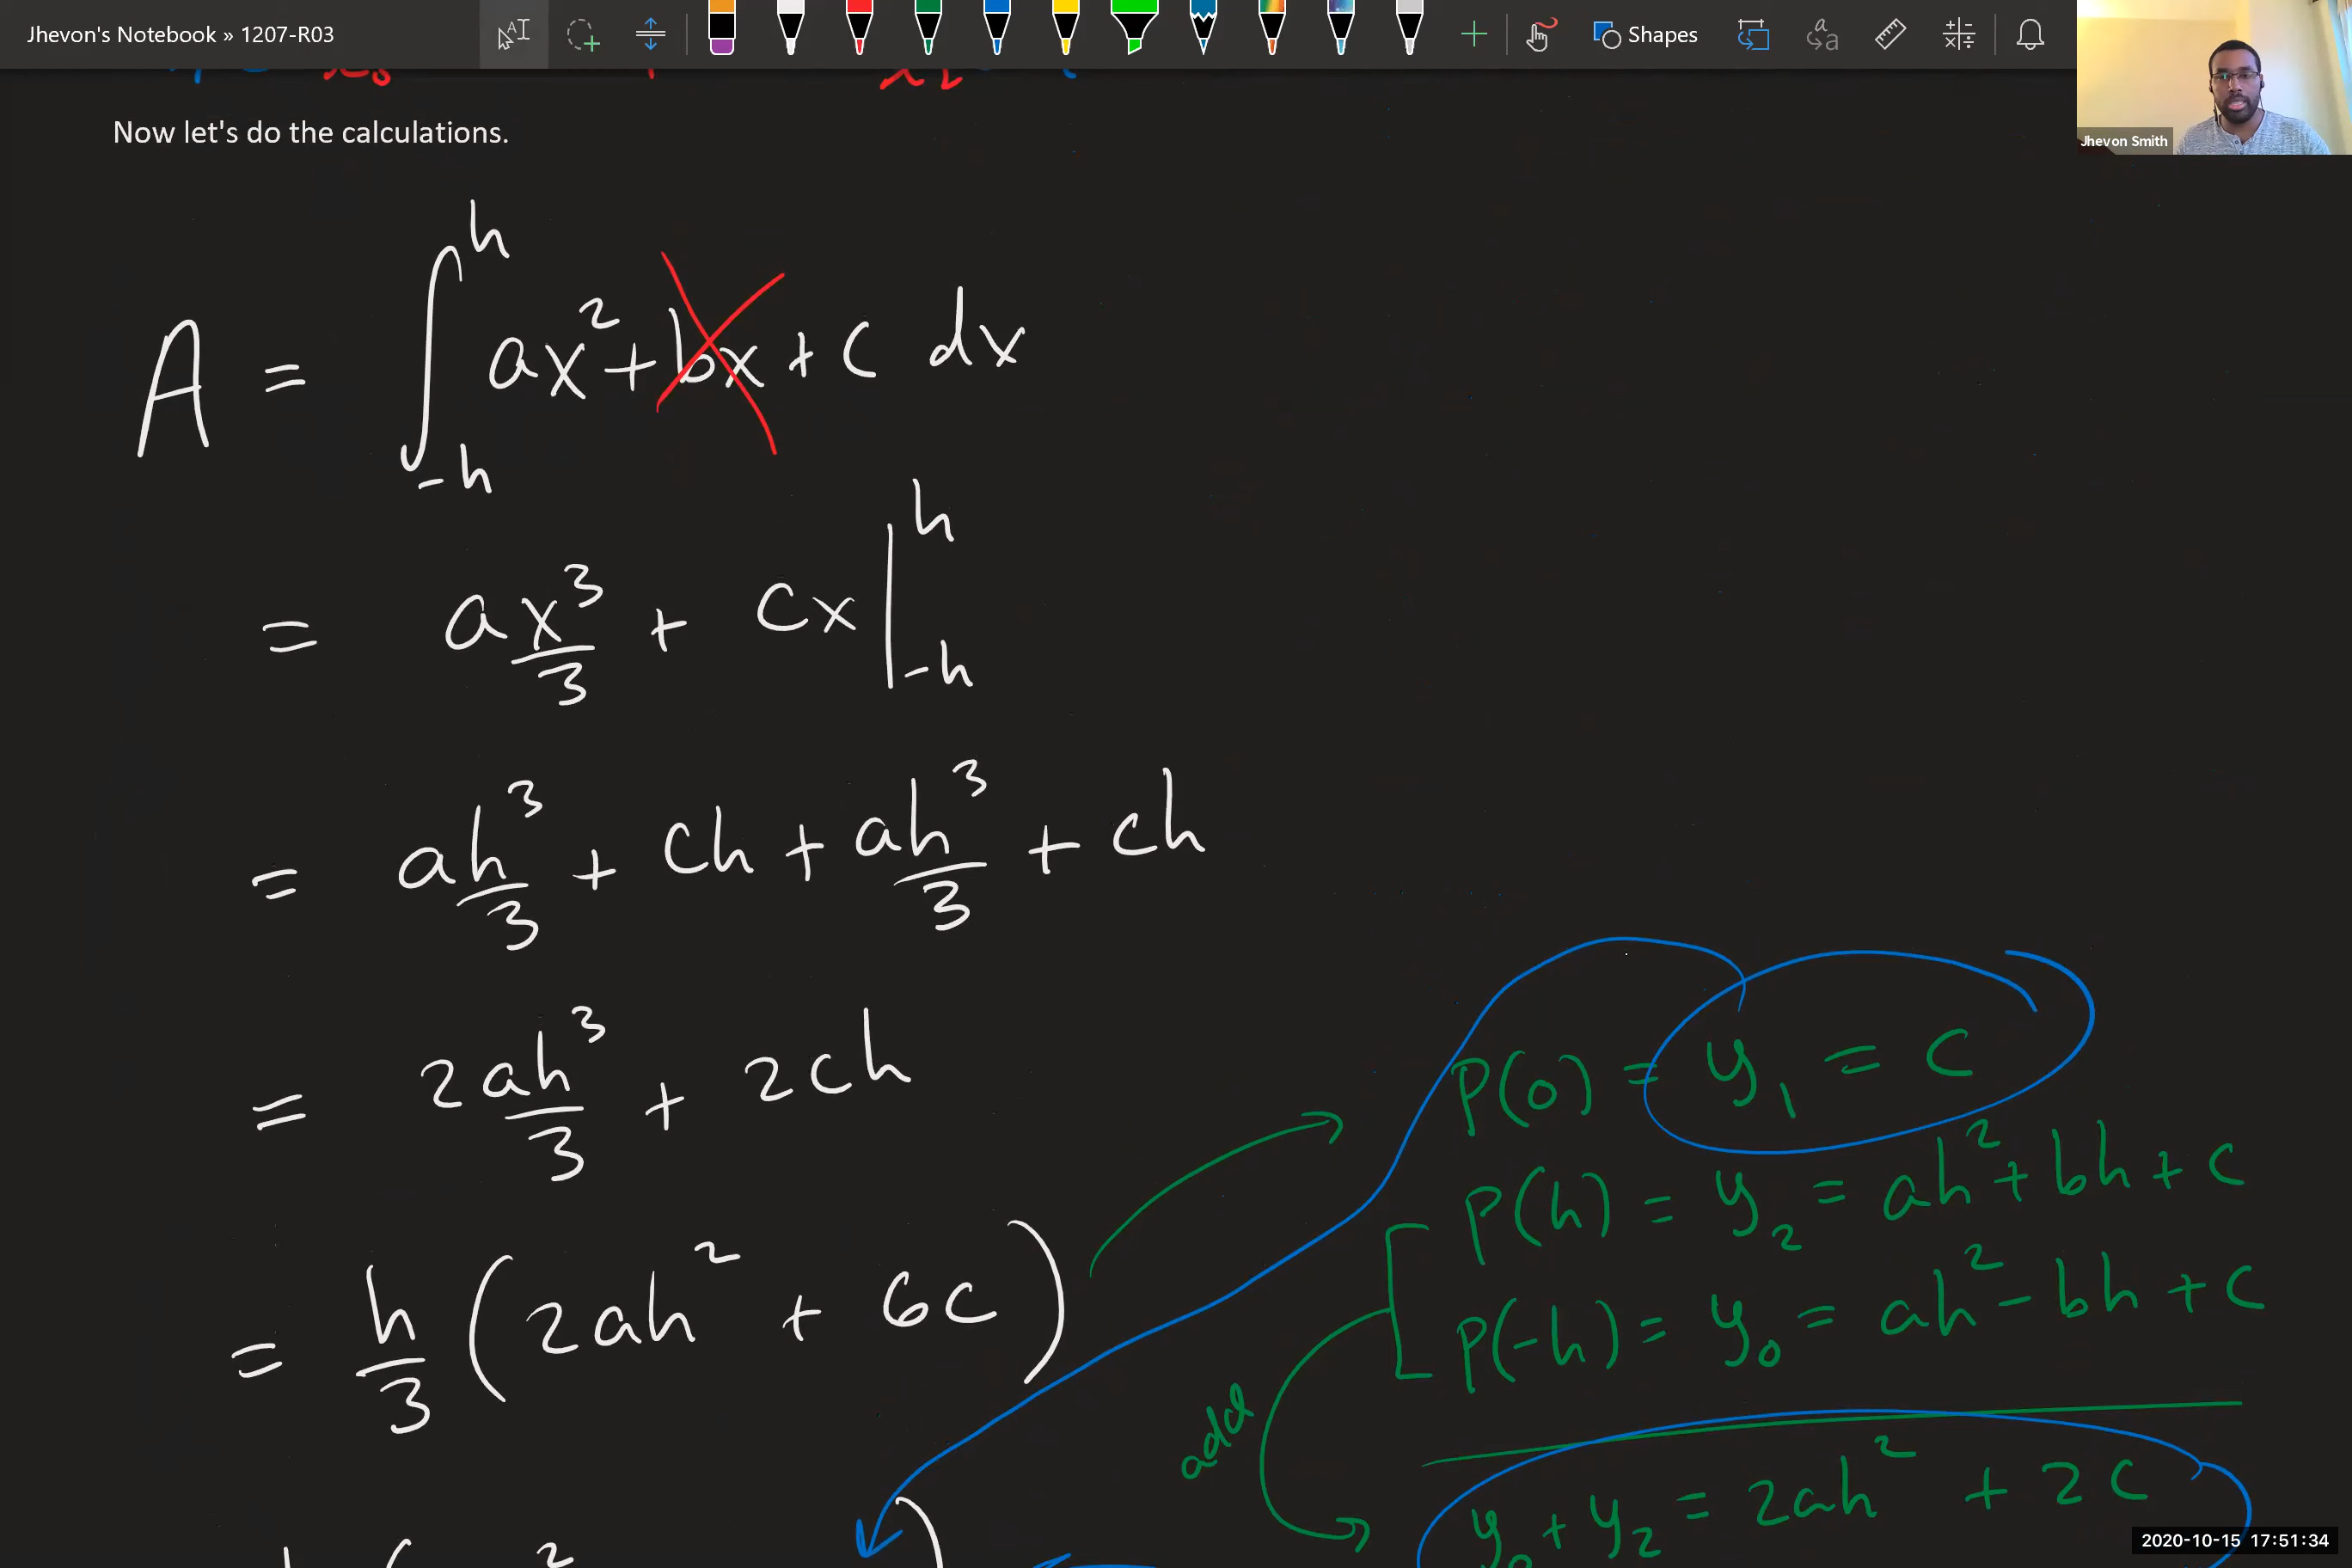 Jhevon's Notebook » 1207-R03
Shapes
Jhevon Smith
x₂
Now let's do the calculations.
A = ∫_{-h}^{h} ax² + bx + c dx
= ax³/3 + cx |_{-h}^{h}
= ah³/3 + ch + ah³/3 + ch
= 2ah³/3 + 2ch
= h/3 (2ah² + 6c)
P(0) = y₁ = c
P(h) = y₂ = ah² + bh + c
P(-h) = y₀ = ah² - bh + c
add
y₀ + y₂ = 2ah² + 2c
2020-10-15 17:51:34